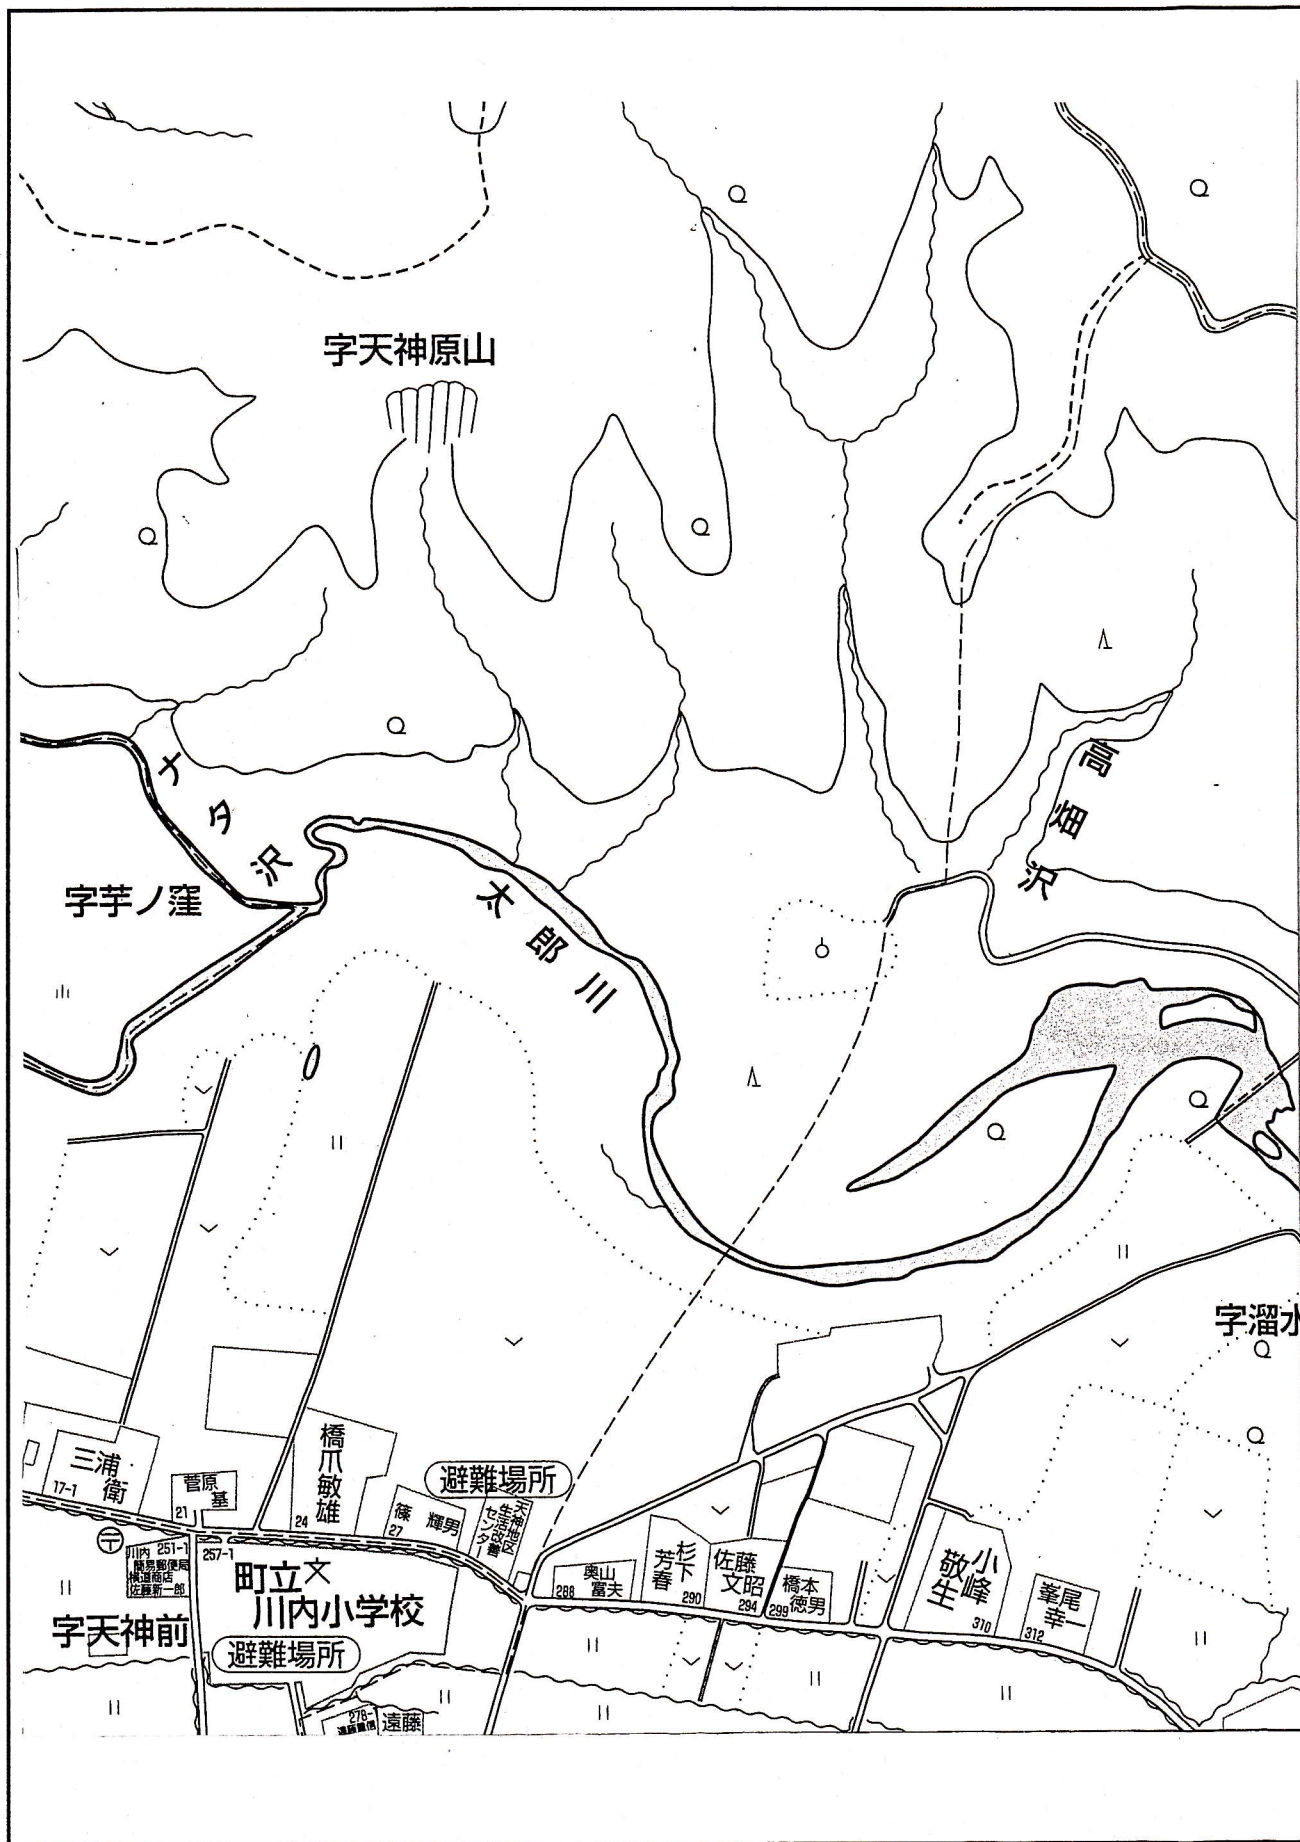 字天神原山
ナタ沢
高畑沢
字芋ノ窪
太郎川
字溜水
三浦
衛
17-1
菅原
基
21
橋爪敏雄
24
篠 輝男
27
避難場所
天神地区
生活改善
センター
〒
川内 251-1
簡易郵便局
横道商店
佐藤新一郎
257-1
町立文
川内小学校
避難場所
字天神前
奥山
富夫
288
杉下
芳春
290
佐藤
文昭
294
橋本
徳男
299
小峰
敬生
310
峯尾
幸一
312
278-
遠藤